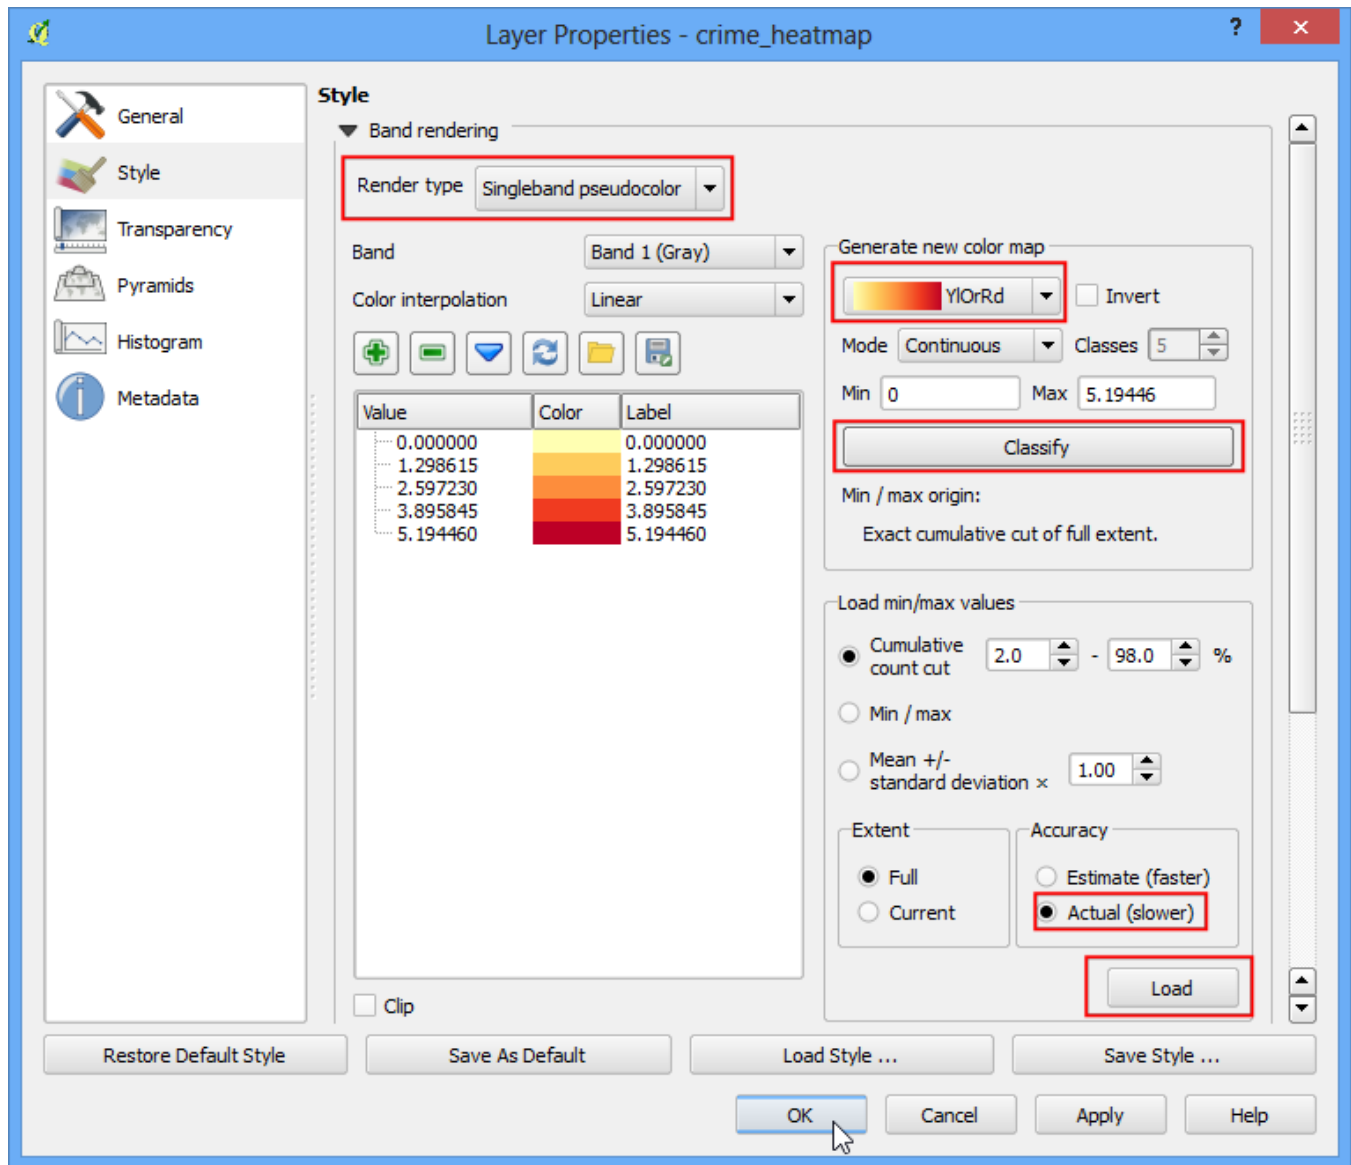 Layer Properties - crime_heatmap
?
General
Style
Transparency
Pyramids
Histogram
Metadata
Style
Band rendering
Render type Singleband pseudocolor
Band Band 1 (Gray)
Color interpolation Linear
Value Color Label
0.000000 0.000000
1.298615 1.298615
2.597230 2.597230
3.895845 3.895845
5.194460 5.194460
Clip
Generate new color map
YlOrRd Invert
Mode Continuous Classes 5
Min 0 Max 5.19446
Classify
Min / max origin:
Exact cumulative cut of full extent.
Load min/max values
Cumulative
count cut 2.0 - 98.0 %
Min / max
Mean +/-
standard deviation × 1.00
Extent
Full
Current
Accuracy
Estimate (faster)
Actual (slower)
Load
Restore Default Style Save As Default Load Style ... Save Style ...
OK Cancel Apply Help